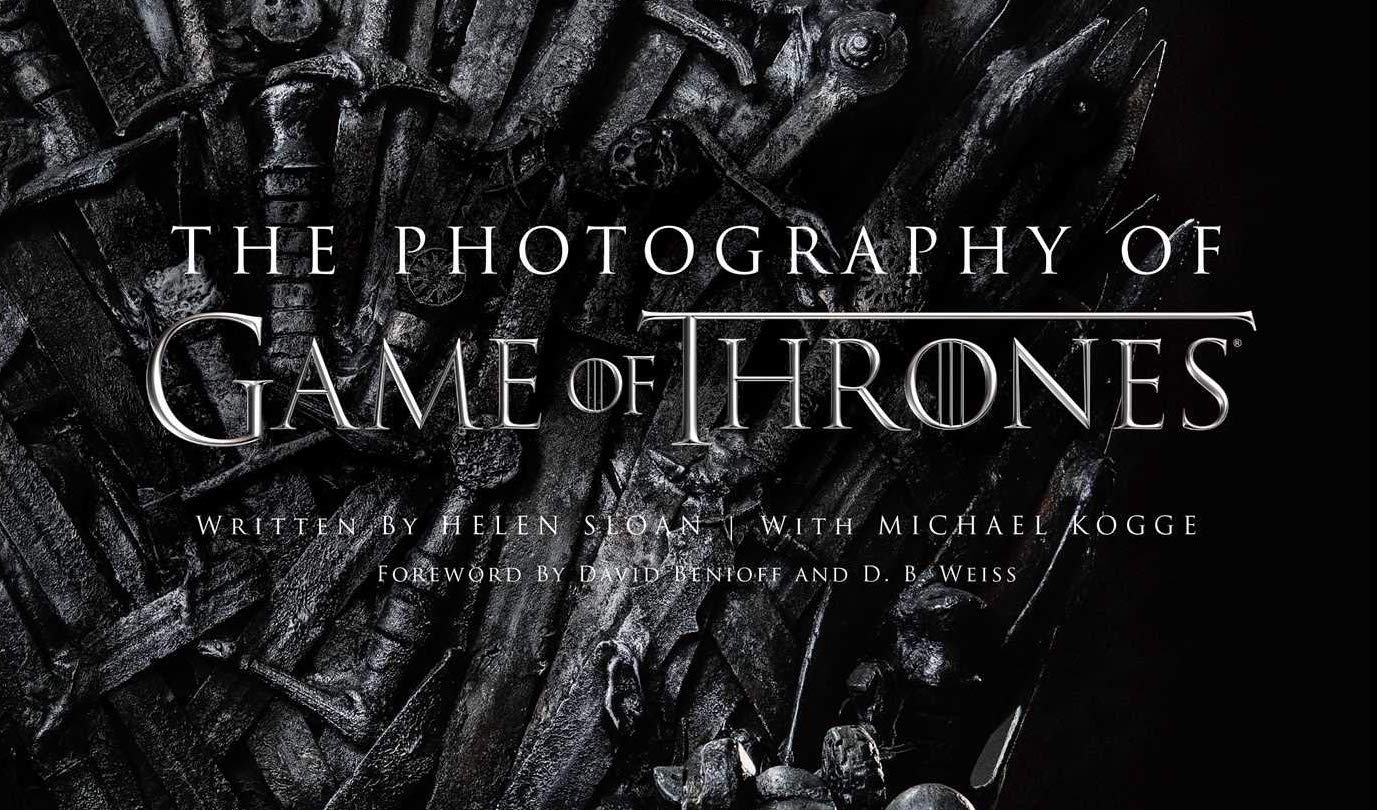 THE PHOTOGRAPHY OF
GAME OF THRONES®
WRITTEN BY HELEN SLOAN | WITH MICHAEL KOGGE
FOREWORD BY DAVID BENIOFF AND D. B. WEISS